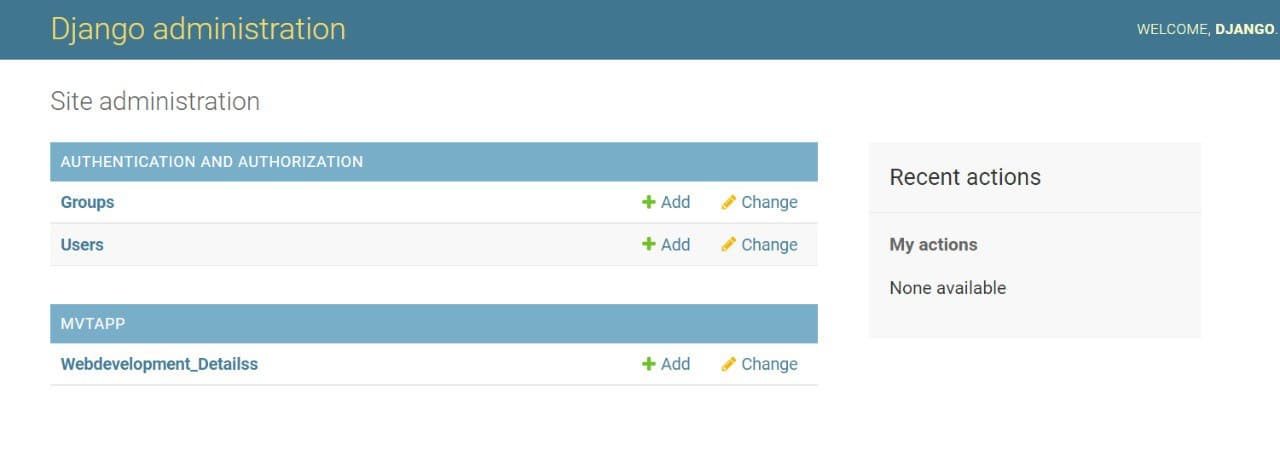 Django administration
WELCOME, DJANGO.
Site administration
AUTHENTICATION AND AUTHORIZATION
Groups Add Change
Users Add Change
MVTAPP
Webdevelopment_Detailss Add Change
Recent actions
My actions
None available